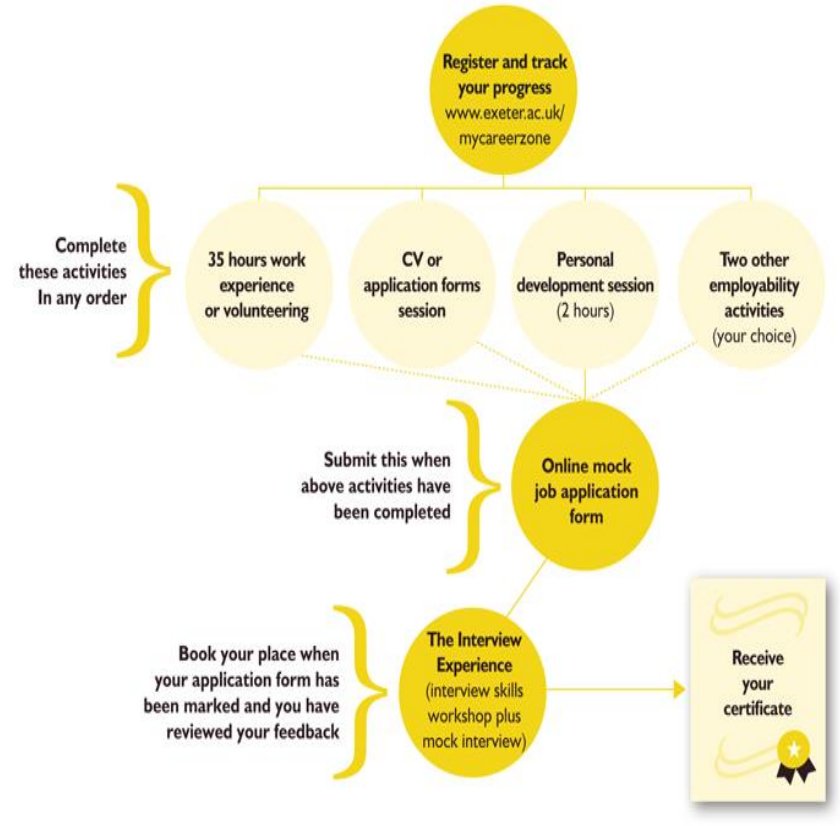 Register and track
your progress
www.exeter.ac.uk/
mycareerzone
Complete
these activities
In any order
35 hours work
experience
or volunteering
CV or
application forms
session
Personal
development session
(2 hours)
Two other
employability
activities
(your choice)
Submit this when
above activities have
been completed
Online mock
job application
form
Book your place when
your application form has
been marked and you have
reviewed your feedback
The Interview
Experience
(interview skills
workshop plus
mock interview)
Receive
your
certificate